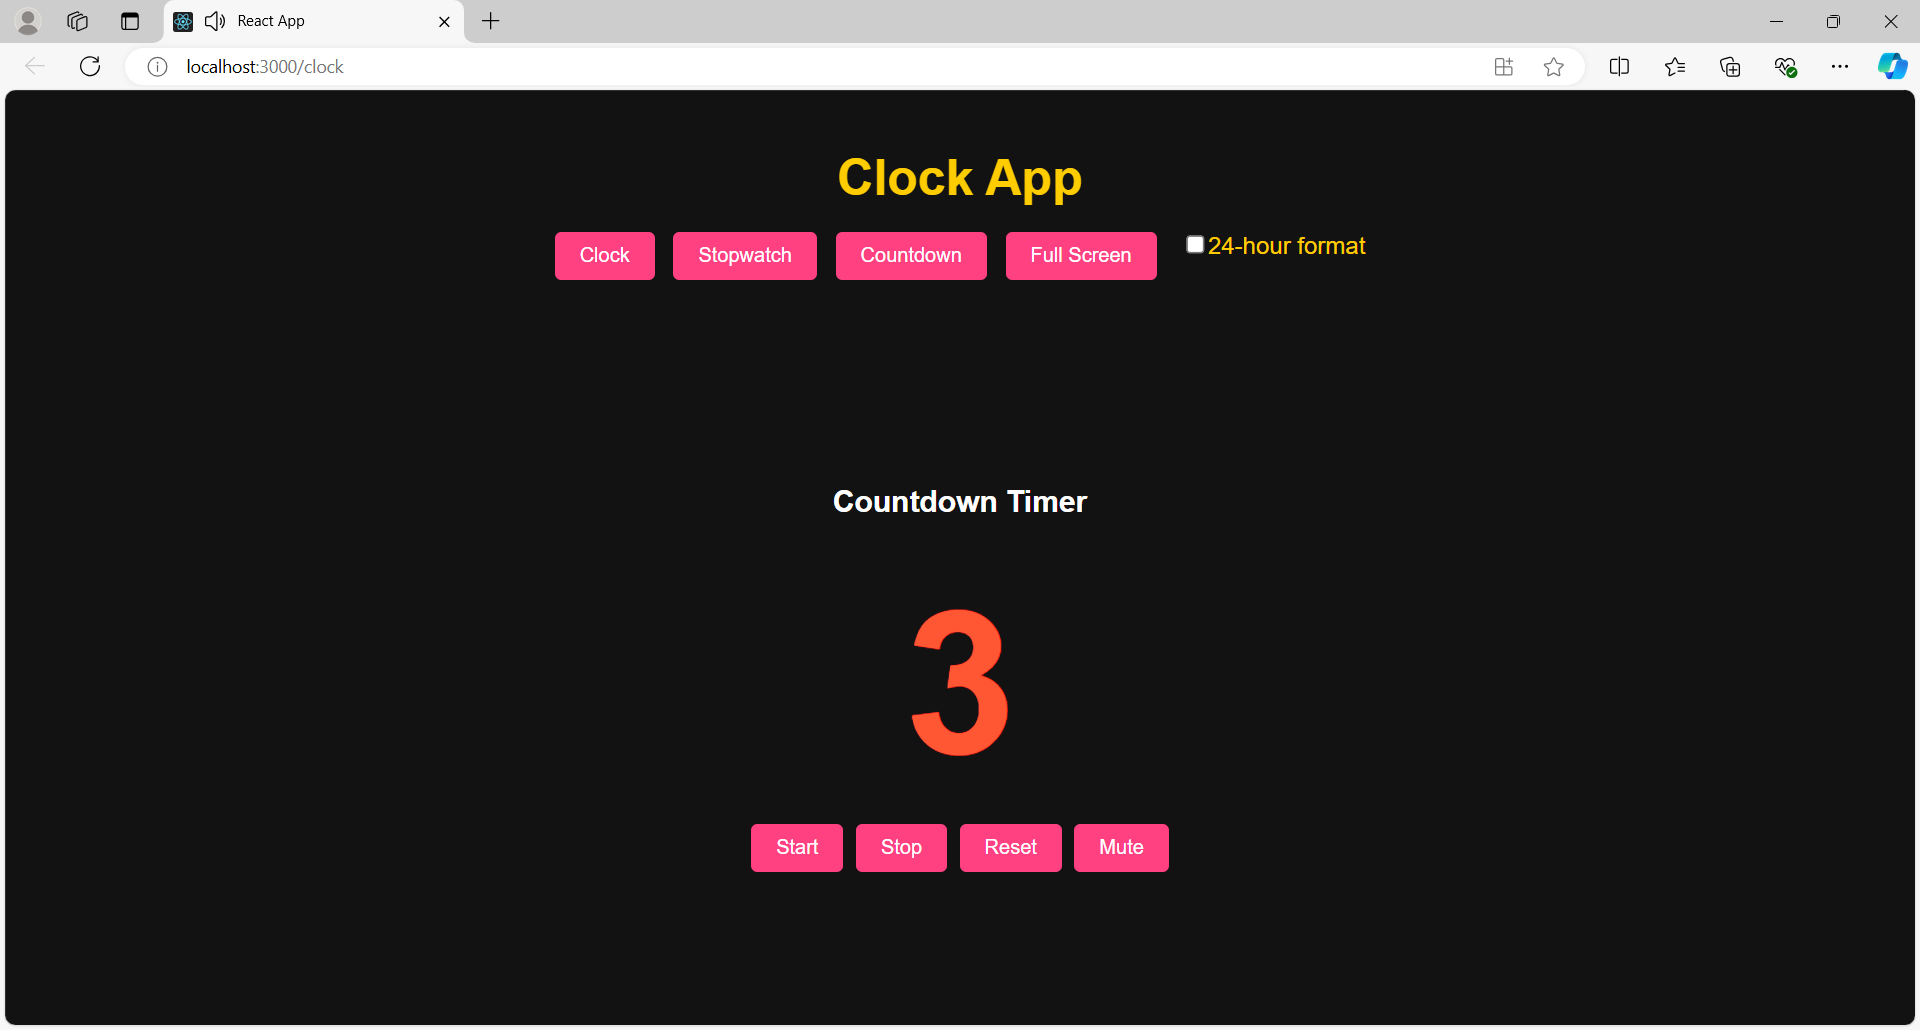 React App
localhost:3000/clock
Clock App
Clock Stopwatch Countdown Full Screen 24-hour format
Countdown Timer
3
Start Stop Reset Mute